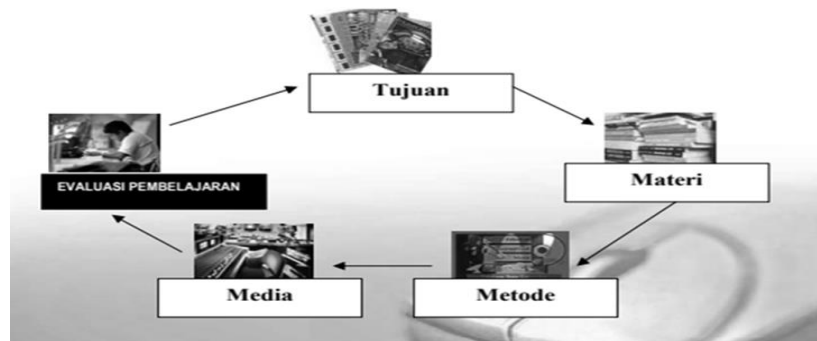 Tujuan
Materi
Metode
Media
EVALUASI PEMBELAJARAN